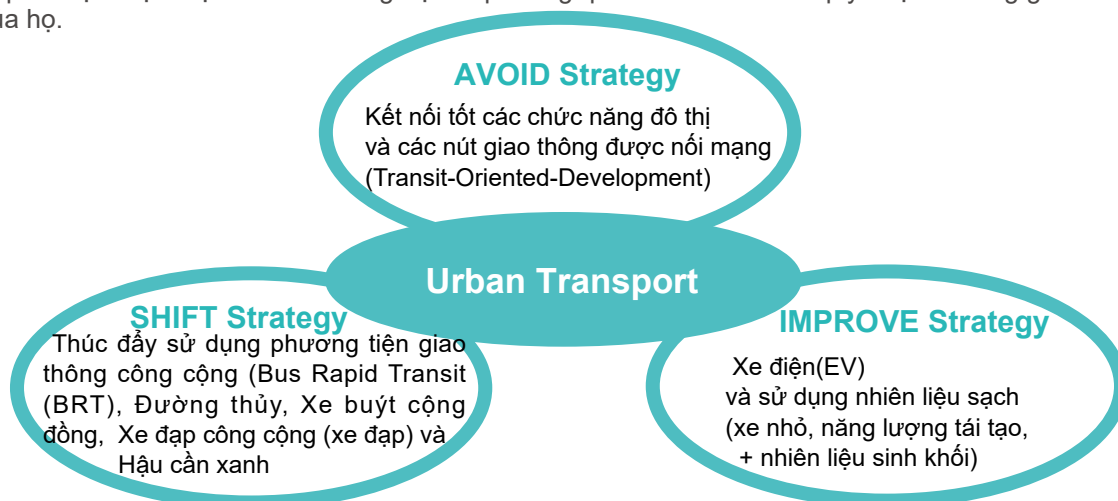 ua họ.
AVOID Strategy
Kết nối tốt các chức năng đô thị
và các nút giao thông được nối mạng
(Transit-Oriented-Development)
Urban Transport
SHIFT Strategy
Thúc đẩy sử dụng phương tiện giao
thông công cộng (Bus Rapid Transit
(BRT), Đường thủy, Xe buýt cộng
đồng, Xe đạp công cộng (xe đạp) và
Hậu cần xanh
IMPROVE Strategy
Xe điện(EV)
và sử dụng nhiên liệu sạch
(xe nhỏ, năng lượng tái tạo,
+ nhiên liệu sinh khối)